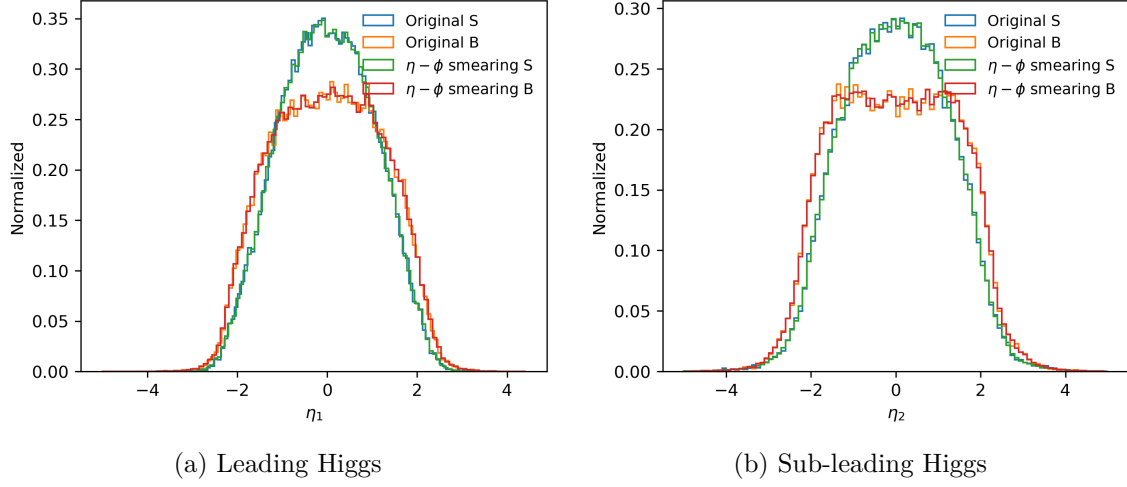 0.35
0.30
0.25
0.20
0.15
0.10
0.05
0.00
Normalized
−4 −2 0 2 4
η1
Original S
Original B
η − ϕ smearing S
η − ϕ smearing B
(a) Leading Higgs
0.30
0.25
0.20
0.15
0.10
0.05
0.00
Normalized
−4 −2 0 2 4
η2
Original S
Original B
η − ϕ smearing S
η − ϕ smearing B
(b) Sub-leading Higgs